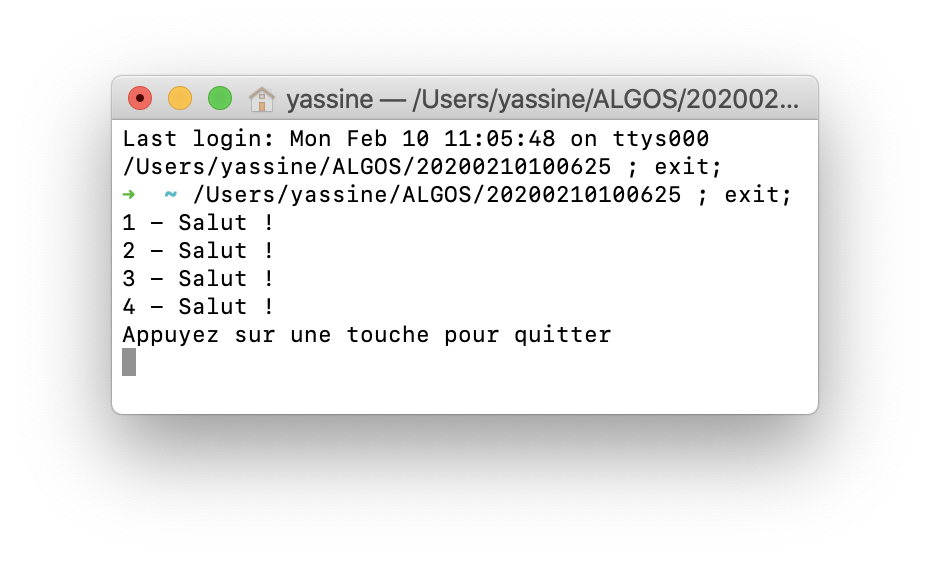 yassine — /Users/yassine/ALGOS/202002...
Last login: Mon Feb 10 11:05:48 on ttys000
/Users/yassine/ALGOS/20200210100625 ; exit;
➜  ~ /Users/yassine/ALGOS/20200210100625 ; exit;
1 – Salut !
2 – Salut !
3 – Salut !
4 – Salut !
Appuyez sur une touche pour quitter